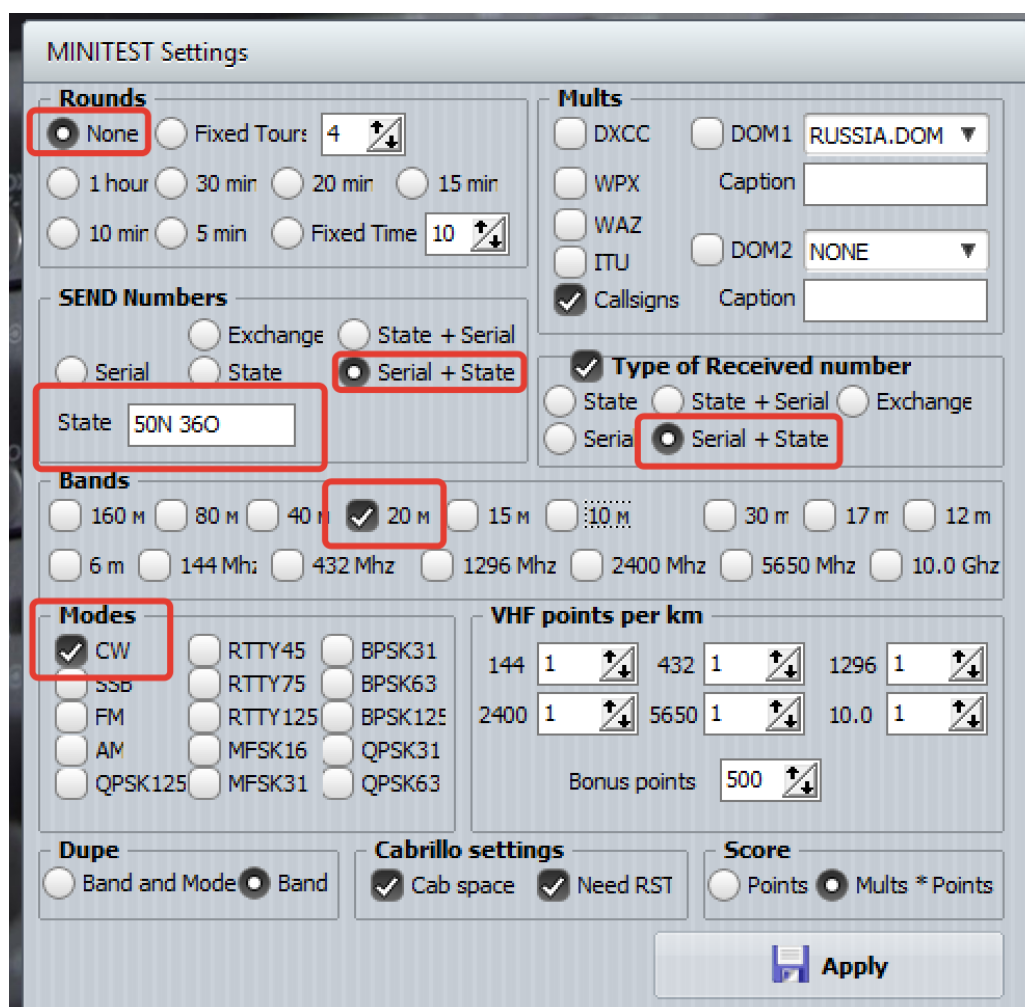 MINITEST Settings
Rounds
None Fixed Tours 4
1 hour 30 min 20 min 15 min
10 min 5 min Fixed Time 10
Mults
DXCC DOM1 RUSSIA.DOM
WPX Caption
WAZ
DOM2 NONE
ITU
Callsigns Caption
SEND Numbers
Exchange State + Serial
Serial State Serial + State
State 50N 36O
Type of Received number
State State + Serial Exchange
Serial Serial + State
Bands
160 м 80 м 40 м 20 м 15 м 10 м 30 m 17 m 12 m
6 m 144 Mhz 432 Mhz 1296 Mhz 2400 Mhz 5650 Mhz 10.0 Ghz
Modes
CW RTTY45 BPSK31
SSB RTTY75 BPSK63
FM RTTY125 BPSK125
AM MFSK16 QPSK31
QPSK125 MFSK31 QPSK63
VHF points per km
144 1 432 1 1296 1
2400 1 5650 1 10.0 1
Bonus points 500
Dupe
Band and Mode Band
Cabrillo settings
Cab space Need RST
Score
Points Mults * Points
Apply